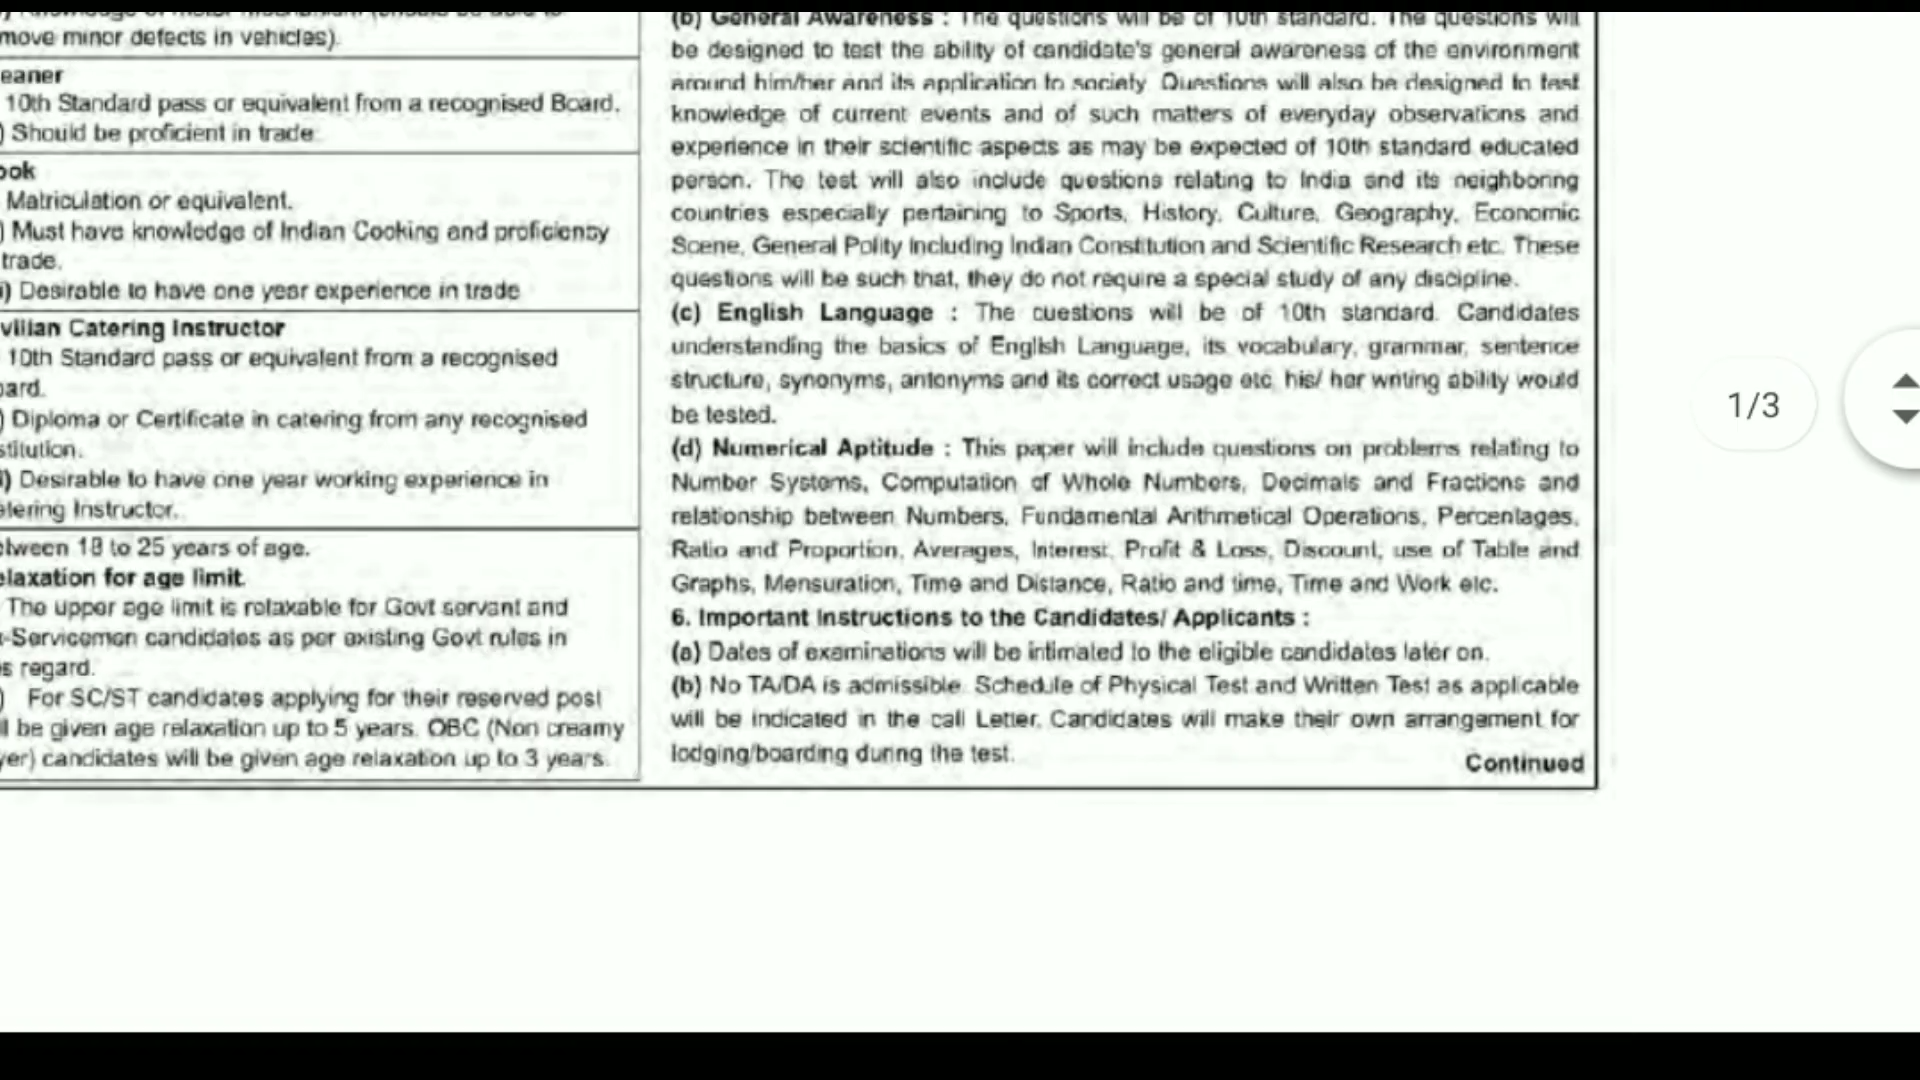 move minor defects in vehicles).
eaner
10th Standard pass or equivalent from a recognised Board.
) Should be proficient in trade.
ook
Matriculation or equivalent.
) Must have knowledge of Indian Cooking and proficiency
trade.
i) Desirable to have one year experience in trade
vilian Catering Instructor
10th Standard pass or equivalent from a recognised
oard.
) Diploma or Certificate in catering from any recognised
stitution.
i) Desirable to have one year working experience in
atering Instructor.
etween 18 to 25 years of age.
elaxation for age limit.
The upper age limit is relaxable for Govt servant and
x-Servicemen candidates as per existing Govt rules in
is regard.
) For SC/ST candidates applying for their reserved post
ll be given age relaxation up to 5 years. OBC (Non creamy
yer) candidates will be given age relaxation up to 3 years.
(b) General Awareness : The questions will be of 10th standard. The questions will
be designed to test the ability of candidate's general awareness of the environment
around him/her and its application to society. Questions will also be designed to test
knowledge of current events and of such matters of everyday observations and
experience in their scientific aspects as may be expected of 10th standard educated
person. The test will also include questions relating to India and its neighboring
countries especially pertaining to Sports, History, Culture, Geography, Economic
Scene, General Polity Including Indian Constitution and Scientific Research etc. These
questions will be such that, they do not require a special study of any discipline.
(c) English Language : The questions will be of 10th standard. Candidates
understanding the basics of English Language, its vocabulary, grammar, sentence
structure, synonyms, antonyms and its correct usage etc. his/ her writing ability would
be tested.
(d) Numerical Aptitude : This paper will include questions on problems relating to
Number Systems, Computation of Whole Numbers, Decimals and Fractions and
relationship between Numbers, Fundamental Arithmetical Operations, Percentages,
Ratio and Proportion, Averages, Interest, Profit & Loss, Discount, use of Table and
Graphs, Mensuration, Time and Distance, Ratio and time, Time and Work etc.
6. Important Instructions to the Candidates/ Applicants :
(a) Dates of examinations will be intimated to the eligible candidates later on.
(b) No TA/DA is admissible. Schedule of Physical Test and Written Test as applicable
will be indicated in the call Letter. Candidates will make their own arrangement for
lodging/boarding during the test.
Continued
1/3